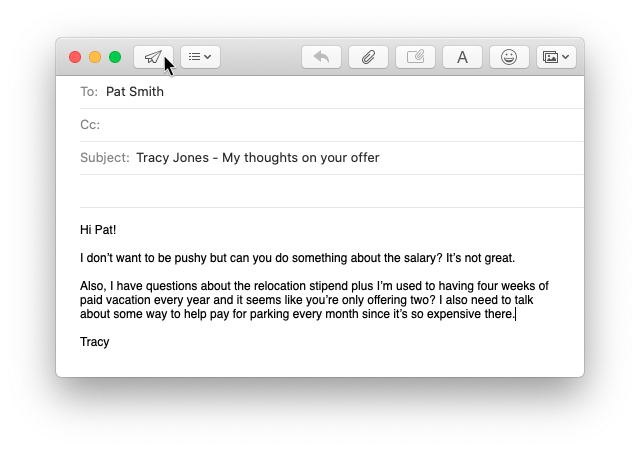 A
To: Pat Smith
Cc:
Subject: Tracy Jones - My thoughts on your offer
Hi Pat!
I don’t want to be pushy but can you do something about the salary? It’s not great.
Also, I have questions about the relocation stipend plus I’m used to having four weeks of
paid vacation every year and it seems like you’re only offering two? I also need to talk
about some way to help pay for parking every month since it’s so expensive there.
Tracy